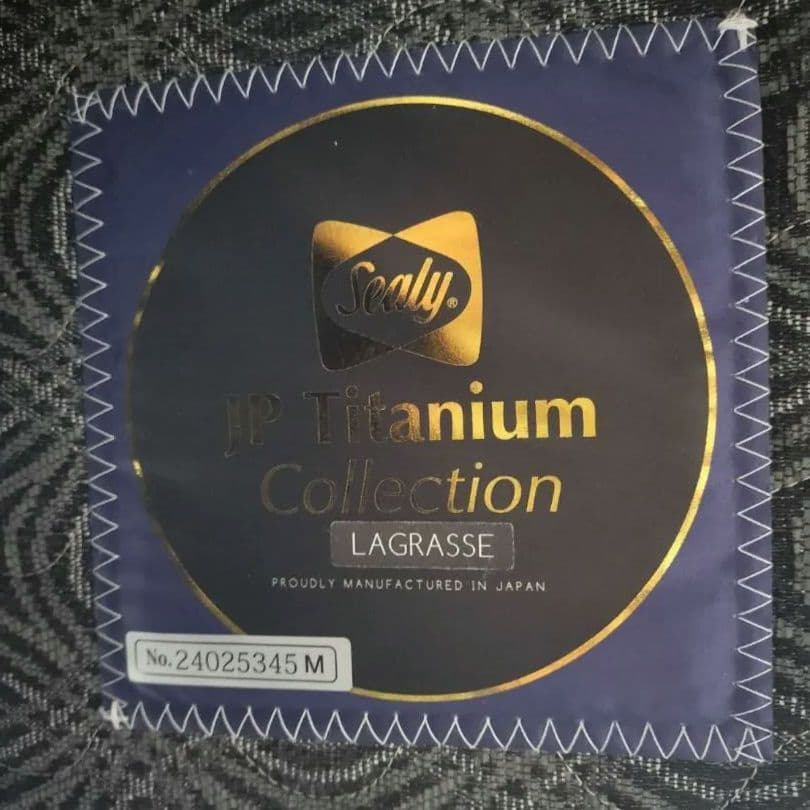 Sealy®
JP Titanium
Collection
LAGRASSE
PROUDLY MANUFACTURED IN JAPAN
No. 24025345 M